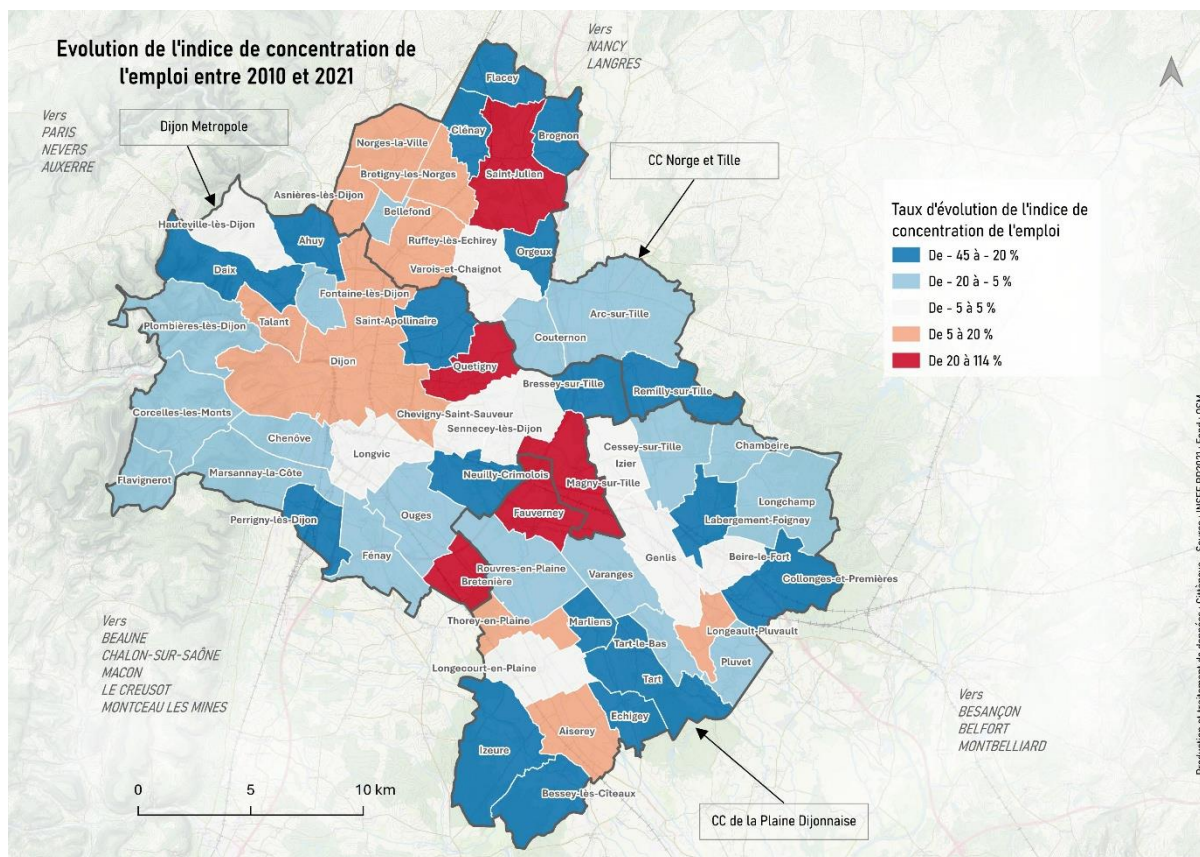 Evolution de l'indice de concentration de
l'emploi entre 2010 et 2021
Vers
NANCY
LANGRES
Vers
PARIS
NEVERS
AUXERRE
Dijon Metropole
CC Norge et Tille
Flacey
Clénay
Brognon
Norges-la-Ville
Saint-Julien
Bretigny-les-Norges
Asnières-lès-Dijon
Bellefond
Hauteville-lès-Dijon
Ahuy
Ruffey-lès-Echirey
Orgeux
Daix
Varois-et-Chaignot
Fontaine-lès-Dijon
Arc-sur-Tille
Talant
Saint-Apollinaire
Plombières-lès-Dijon
Couternon
Dijon
Quetigny
Bressey-sur-Tille
Remilly-sur-Tille
Corcelles-les-Monts
Chevigny-Saint-Sauveur
Sennecey-lès-Dijon
Chenôve
Cessey-sur-Tille
Chambeire
Longvic
Izier
Flavignerot
Marsannay-la-Côte
Neuilly-Crimolois
Magny-sur-Tille
Longchamp
Perrigny-lès-Dijon
Ouges
Fauverney
Labergement-Foigney
Fénay
Genlis
Beire-le-Fort
Rouvres-en-Plaine
Varanges
Collonges-et-Premières
Bretenière
Thorey-en-Plaine
Marliens
Longeault-Pluvault
Tart-le-Bas
Pluvet
Longecourt-en-Plaine
Tart
Echigey
Aiserey
Izeure
Bessey-lès-Cîteaux
Taux d'évolution de l'indice de
concentration de l'emploi
De - 45 à - 20 %
De - 20 à - 5 %
De - 5 à 5 %
De 5 à 20 %
De 20 à 114 %
Vers
BEAUNE
CHALON-SUR-SAÔNE
MACON
LE CREUSOT
MONTCEAU LES MINES
Vers
BESANÇON
BELFORT
MONTBELLIARD
0 5 10 km
CC de la Plaine Dijonnaise